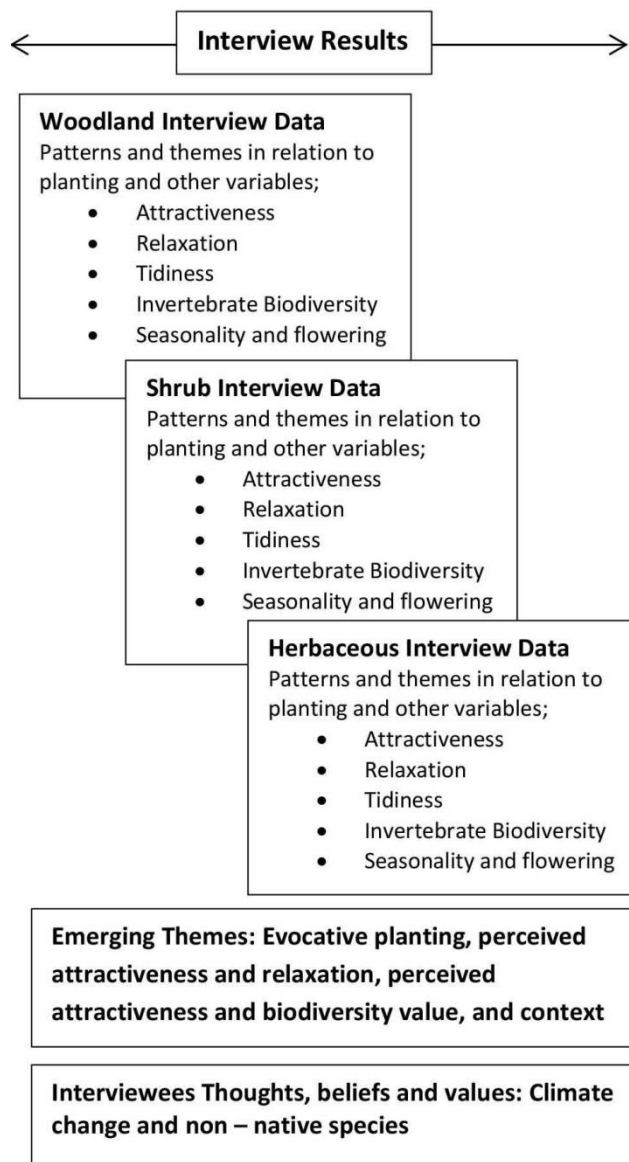 Interview Results
Woodland Interview Data
Patterns and themes in relation to
planting and other variables;
• Attractiveness
• Relaxation
• Tidiness
• Invertebrate Biodiversity
• Seasonality and flowering
Shrub Interview Data
Patterns and themes in relation to
planting and other variables;
• Attractiveness
• Relaxation
• Tidiness
• Invertebrate Biodiversity
• Seasonality and flowering
Herbaceous Interview Data
Patterns and themes in relation to
planting and other variables;
• Attractiveness
• Relaxation
• Tidiness
• Invertebrate Biodiversity
• Seasonality and flowering
Emerging Themes: Evocative planting, perceived
attractiveness and relaxation, perceived
attractiveness and biodiversity value, and context
Interviewees Thoughts, beliefs and values: Climate
change and non – native species